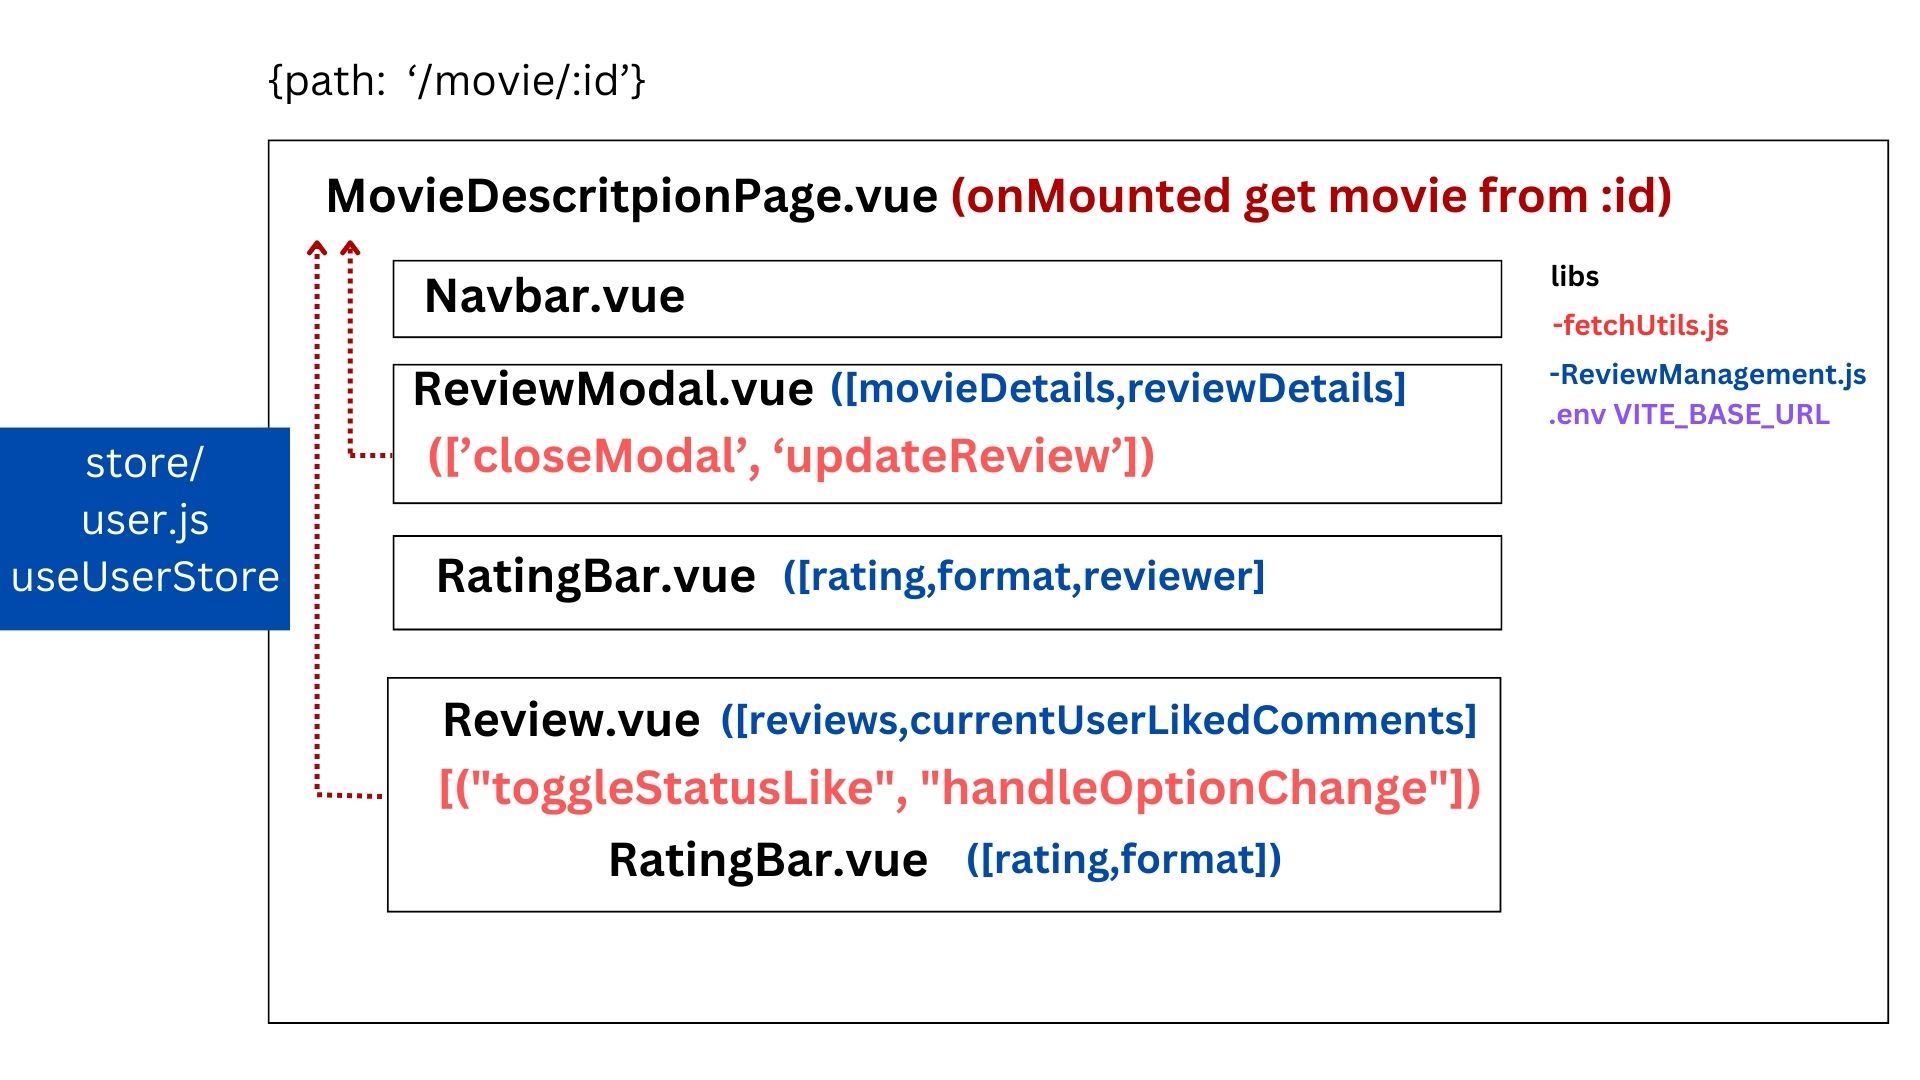 {path: ‘/movie/:id’}
MovieDescritpionPage.vue (onMounted get movie from :id)
Navbar.vue
ReviewModal.vue ([movieDetails,reviewDetails]
([’closeModal’, ‘updateReview’])
RatingBar.vue ([rating,format,reviewer]
Review.vue ([reviews,currentUserLikedComments]
[("toggleStatusLike", "handleOptionChange"])
RatingBar.vue ([rating,format])
libs
-fetchUtils.js
-ReviewManagement.js
.env VITE_BASE_URL
store/
user.js
useUserStore